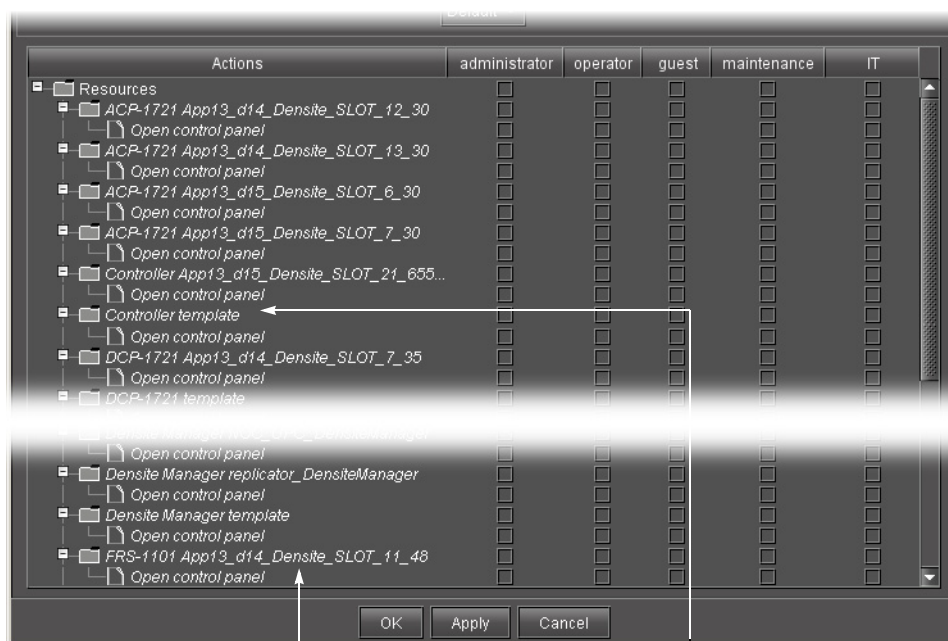 Default
Actions administrator operator guest maintenance IT
Resources
ACP-1721 App13_d14_Densite_SLOT_12_30
Open control panel
ACP-1721 App13_d14_Densite_SLOT_13_30
Open control panel
ACP-1721 App13_d15_Densite_SLOT_6_30
Open control panel
ACP-1721 App13_d15_Densite_SLOT_7_30
Open control panel
Controller App13_d15_Densite_SLOT_21_655...
Open control panel
Controller template
Open control panel
DCP-1721 App13_d14_Densite_SLOT_7_35
Open control panel
DCP-1721 template
Densite Manager
Open control panel
Densite Manager replicator_DensiteManager
Open control panel
Densite Manager template
Open control panel
FRS-1101 App13_d14_Densite_SLOT_11_48
Open control panel
OK Apply Cancel